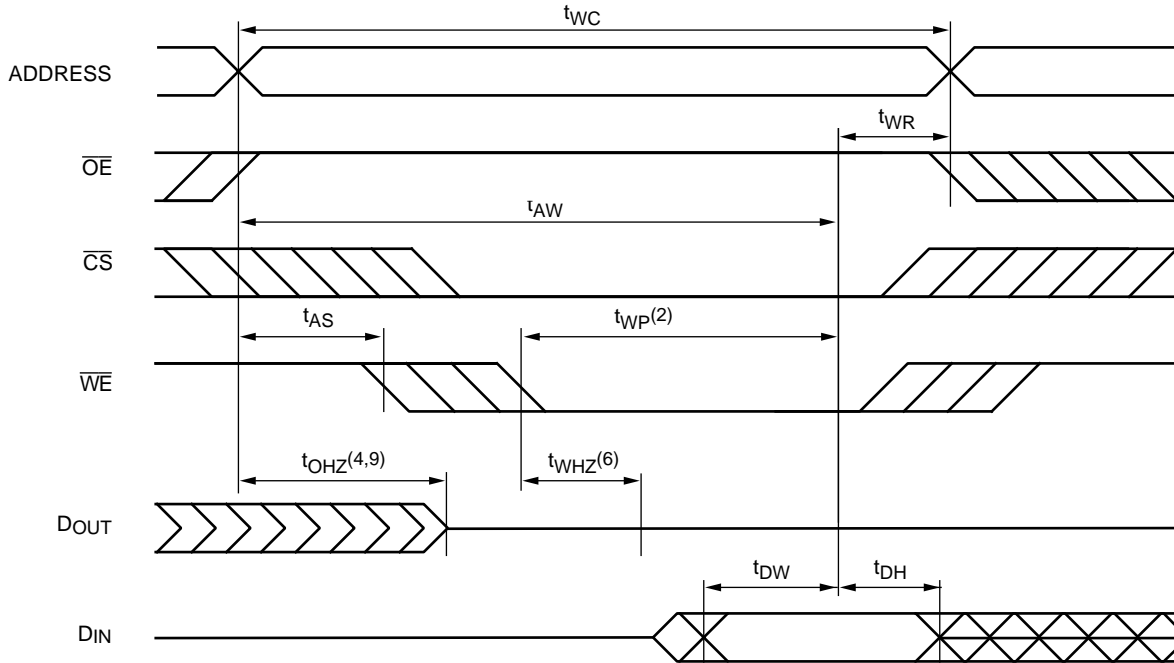 tWC
ADDRESS
tWR
OE
tAW
CS
tAS
tWP(2)
WE
tOHZ(4,9)
tWHZ(6)
DOUT
tDW
tDH
DIN